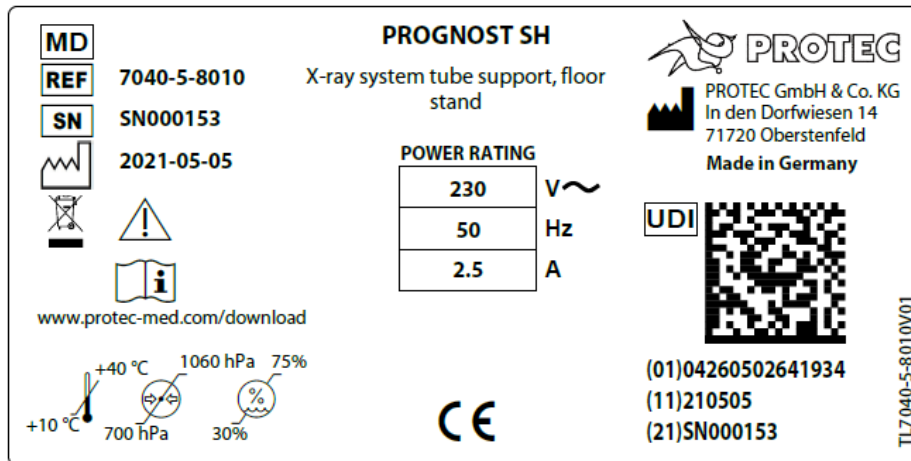 MD
REF 7040-5-8010
SN SN000153
2021-05-05
www.protec-med.com/download
+40 °C
+10 °C
1060 hPa
700 hPa
75%
%
30%
PROGNOST SH
X-ray system tube support, floor
stand
POWER RATING
230 V～
50 Hz
2.5 A
CE
PROTEC
PROTEC GmbH & Co. KG
In den Dorfwiesen 14
71720 Oberstenfeld
Made in Germany
UDI
(01)04260502641934
(11)210505
(21)SN000153
TL7040-5-8010V01